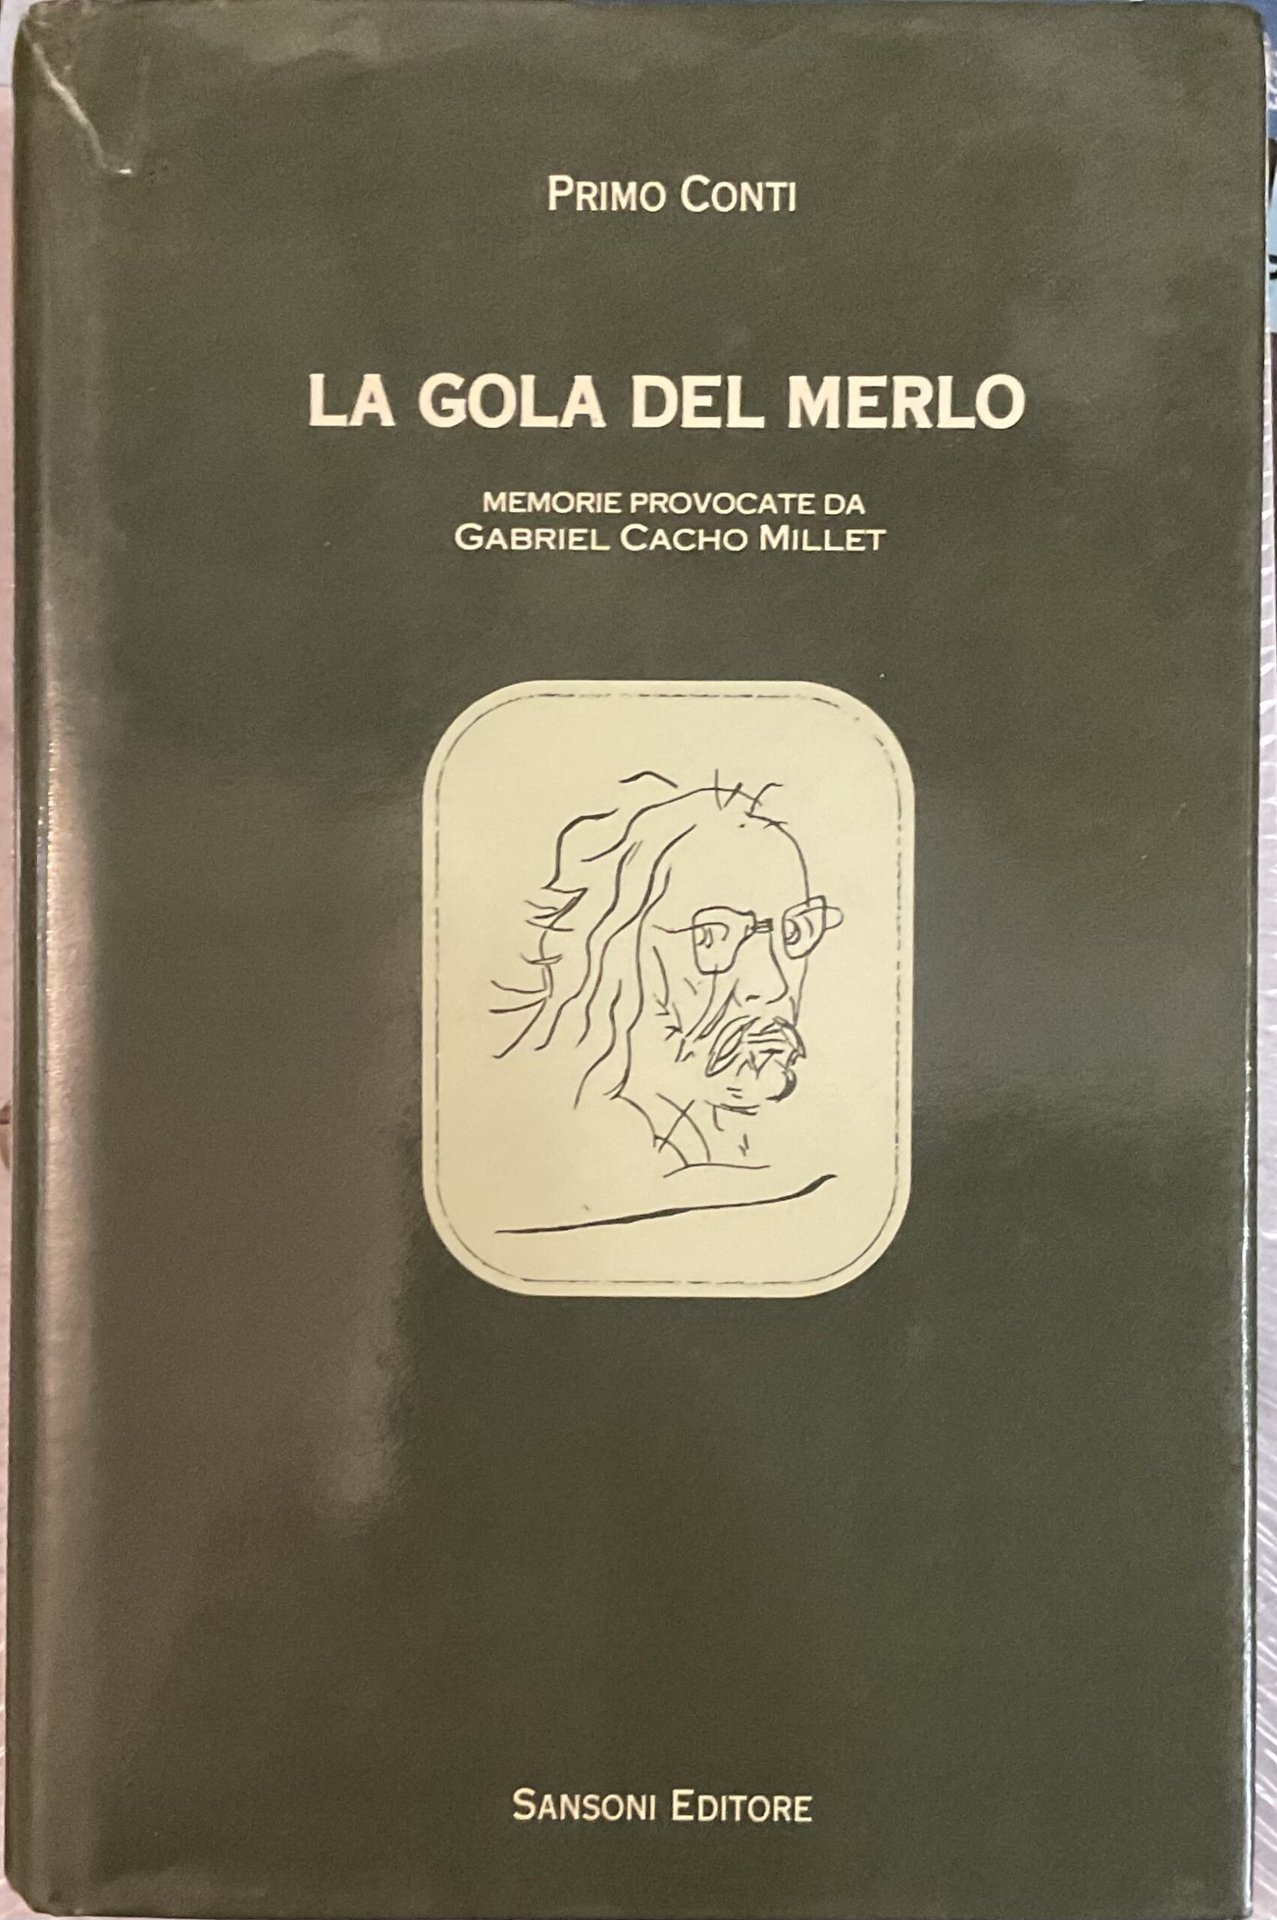 PRIMO CONTI
LA GOLA DEL MERLO
MEMORIE PROVOCATE DA
GABRIEL CACHO MILLET
SANSONI EDITORE